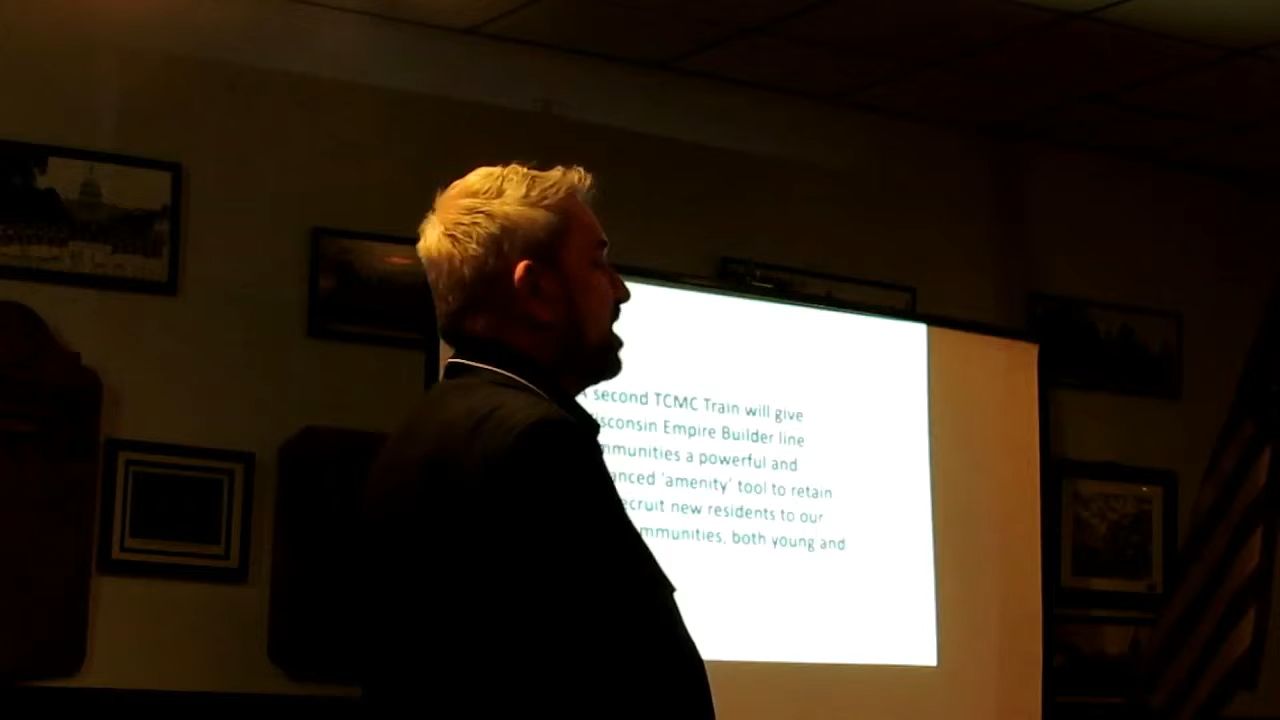 A second TCMC Train will give
isconsin Empire Builder line
mmunities a powerful and
anced 'amenity' tool to retain
ecruit new residents to our
mmunities, both young and